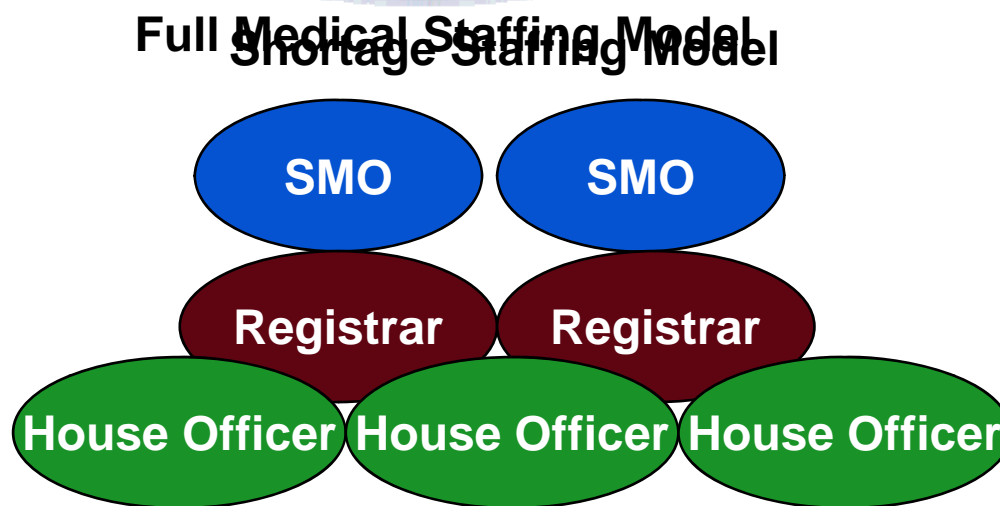 Full Medical Staffing Model
Shortage Staffing Model
SMO SMO
Registrar Registrar
House Officer House Officer House Officer